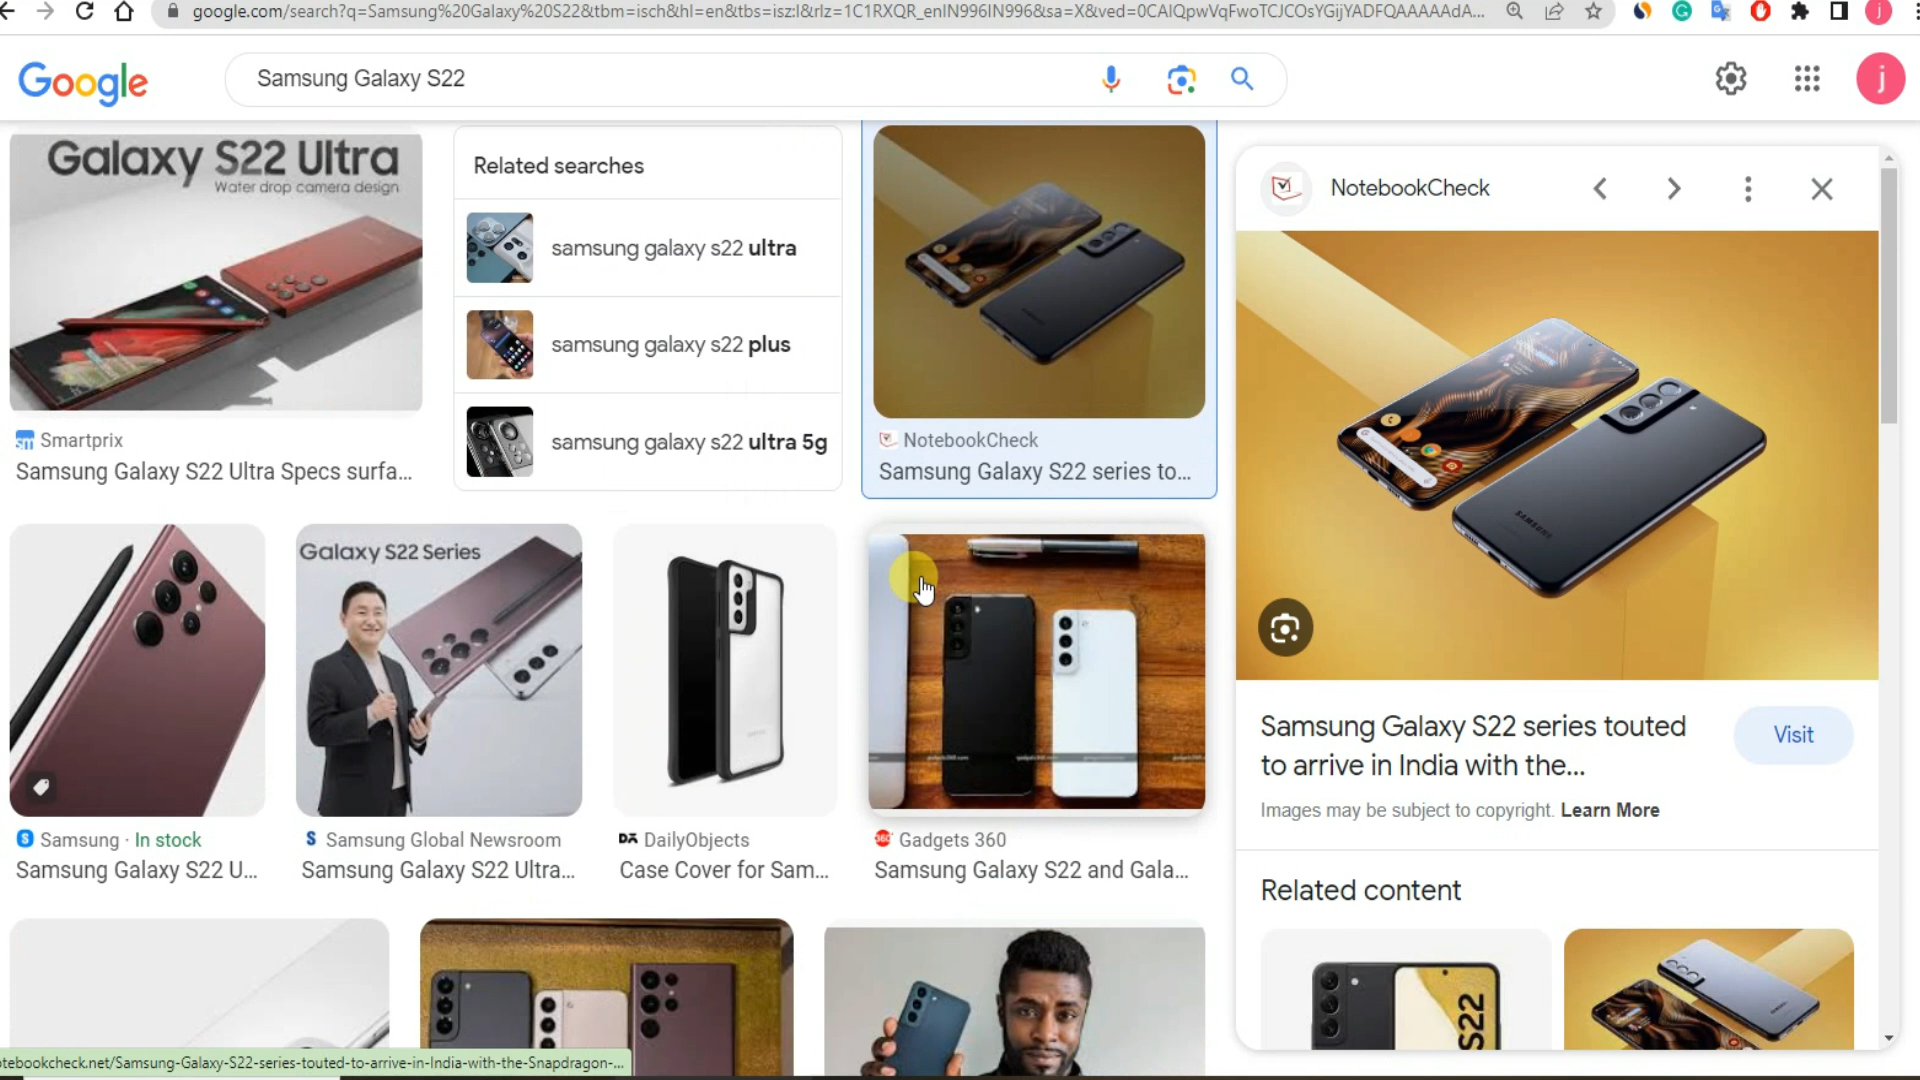 google.com/search?q=Samsung%20Galaxy%20S22&tbm=isch&hl=en&tbs=isz:l&rlz=1C1RXQR_enIN996IN996&sa=X&ved=0CAIQpwVqFwoTCJCOsYGijYADFQAAAAAdA...
j
Google
Samsung Galaxy S22
j
Galaxy S22 Ultra
Water drop camera design
Smartprix
Samsung Galaxy S22 Ultra Specs surfa...
Related searches
samsung galaxy s22 ultra
samsung galaxy s22 plus
samsung galaxy s22 ultra 5g
NotebookCheck
Samsung Galaxy S22 series to...
Samsung · In stock
Samsung Galaxy S22 U...
Galaxy S22 Series
Samsung Global Newsroom
Samsung Galaxy S22 Ultra...
DailyObjects
Case Cover for Sam...
Gadgets 360
Samsung Galaxy S22 and Gala...
NotebookCheck
SAMSUNG
Samsung Galaxy S22 series touted
to arrive in India with the...
Visit
Images may be subject to copyright. Learn More
Related content
S22
otebookcheck.net/Samsung-Galaxy-S22-series-touted-to-arrive-in-India-with-the-Snapdragon-...